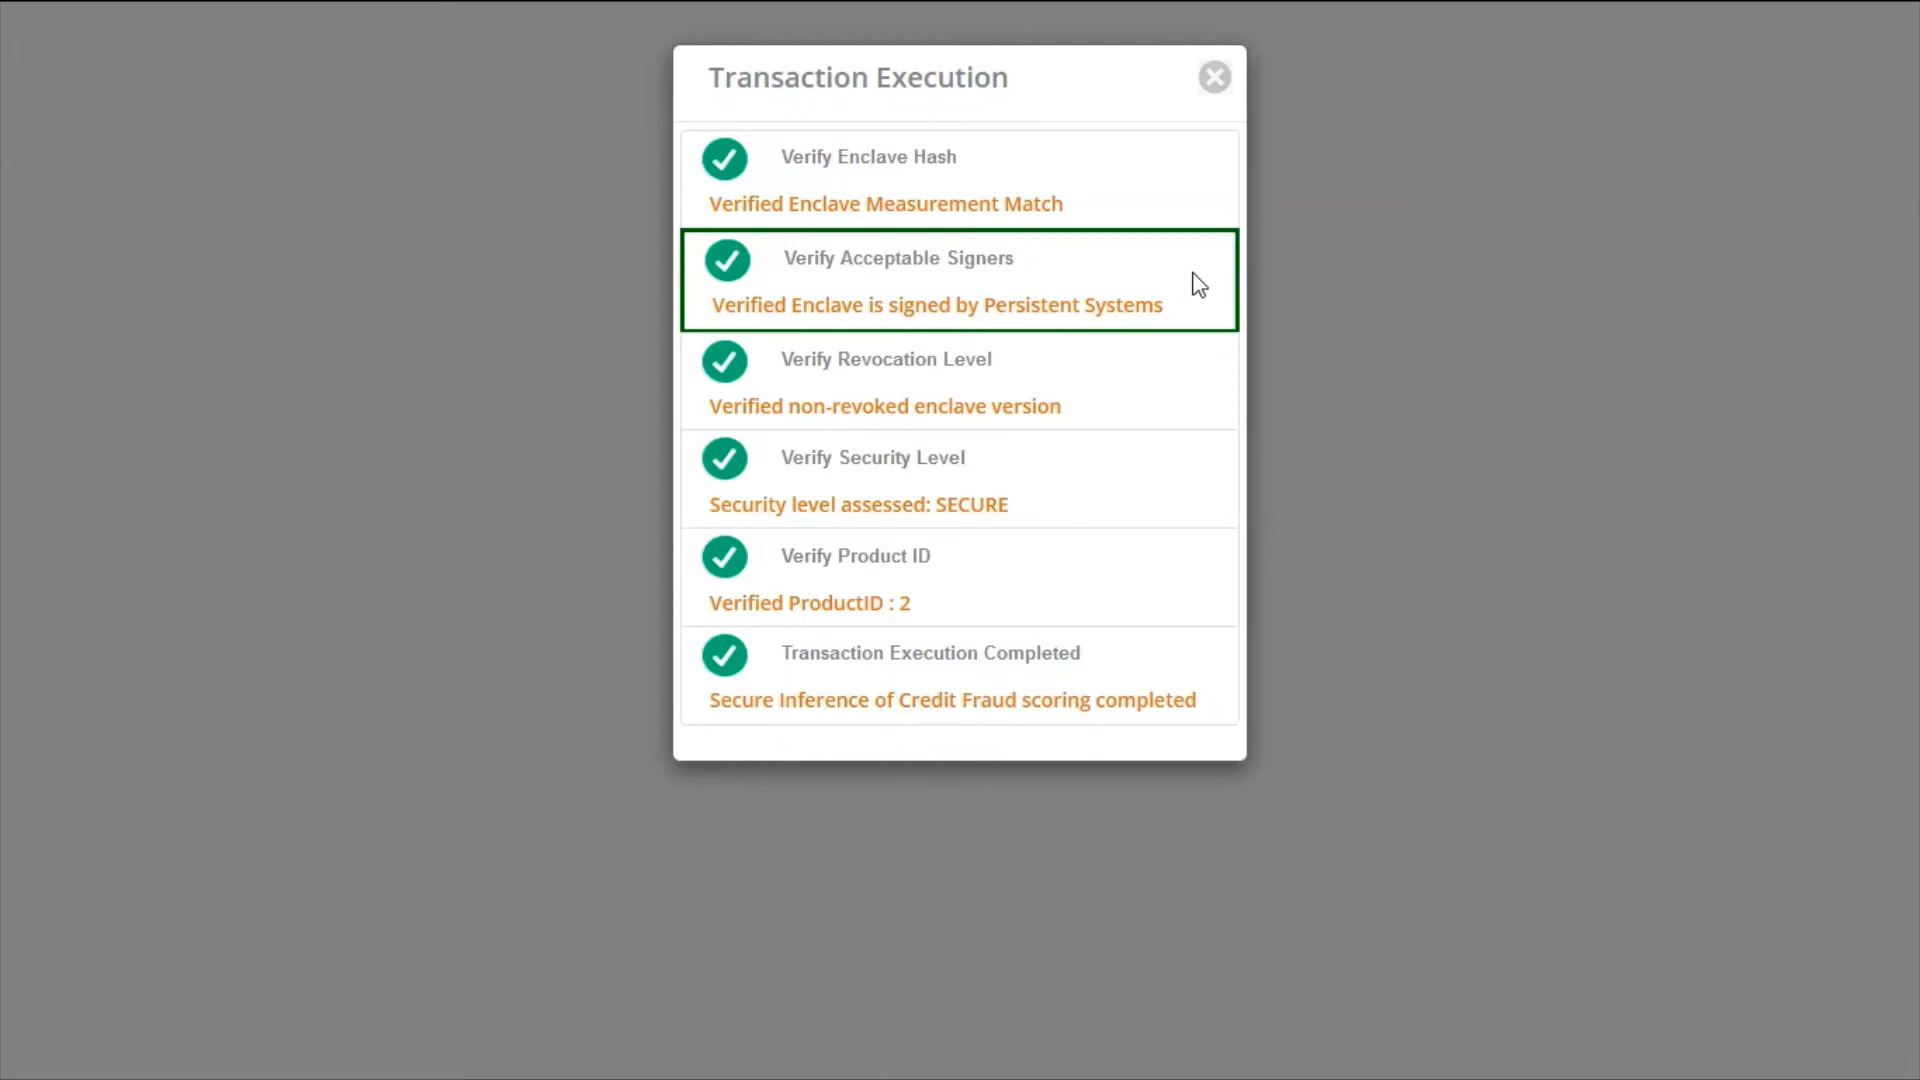 Transaction Execution
Verify Enclave Hash
Verified Enclave Measurement Match
Verify Acceptable Signers
Verified Enclave is signed by Persistent Systems
Verify Revocation Level
Verified non-revoked enclave version
Verify Security Level
Security level assessed: SECURE
Verify Product ID
Verified ProductID : 2
Transaction Execution Completed
Secure Inference of Credit Fraud scoring completed